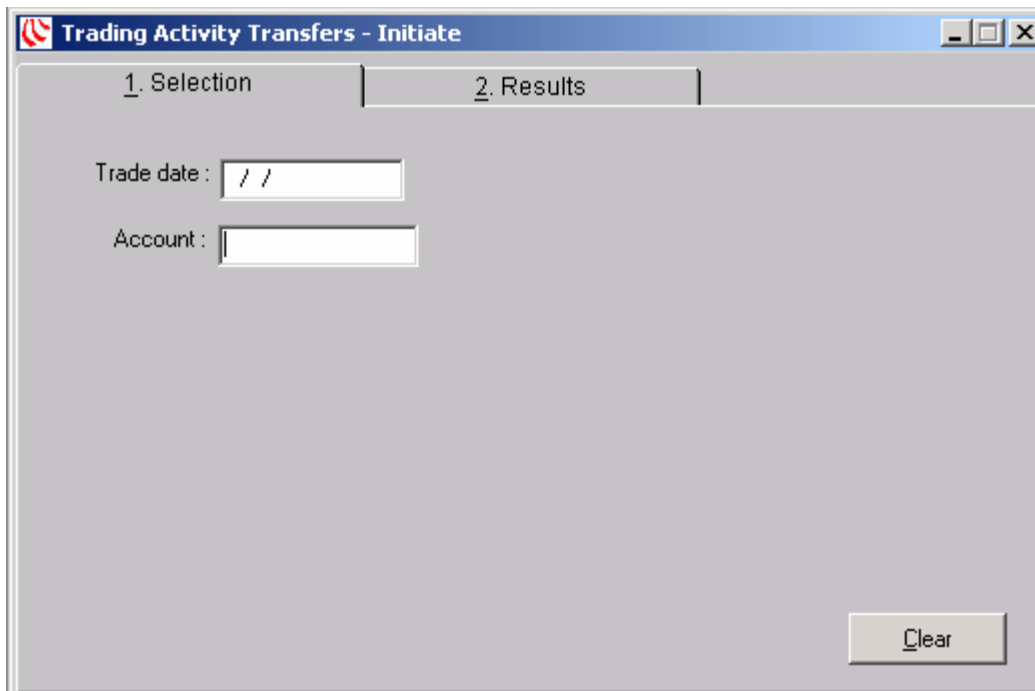 Trading Activity Transfers - Initiate
1. Selection
2. Results
Trade date :
/ /
Account :
Clear